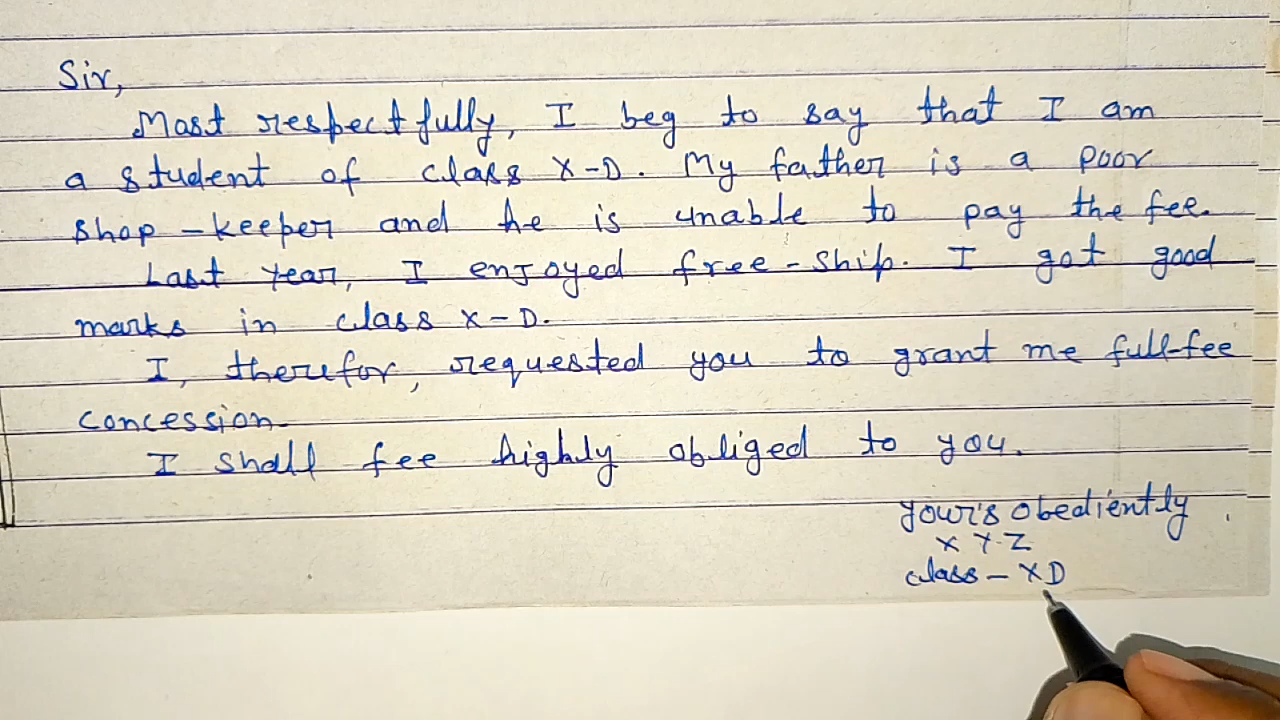 Sir,
Most respectfully, I beg to say that I am
a student of class X-D. My father is a poor
shop-keeper and he is unable to pay the fee.
Last year, I enjoyed free-ship. I got good
marks in class X-D.
I, therefor, requested you to grant me full-fee
concession.
I shall fee highly obliged to you.
Your's obediently
X Y Z
class - XD